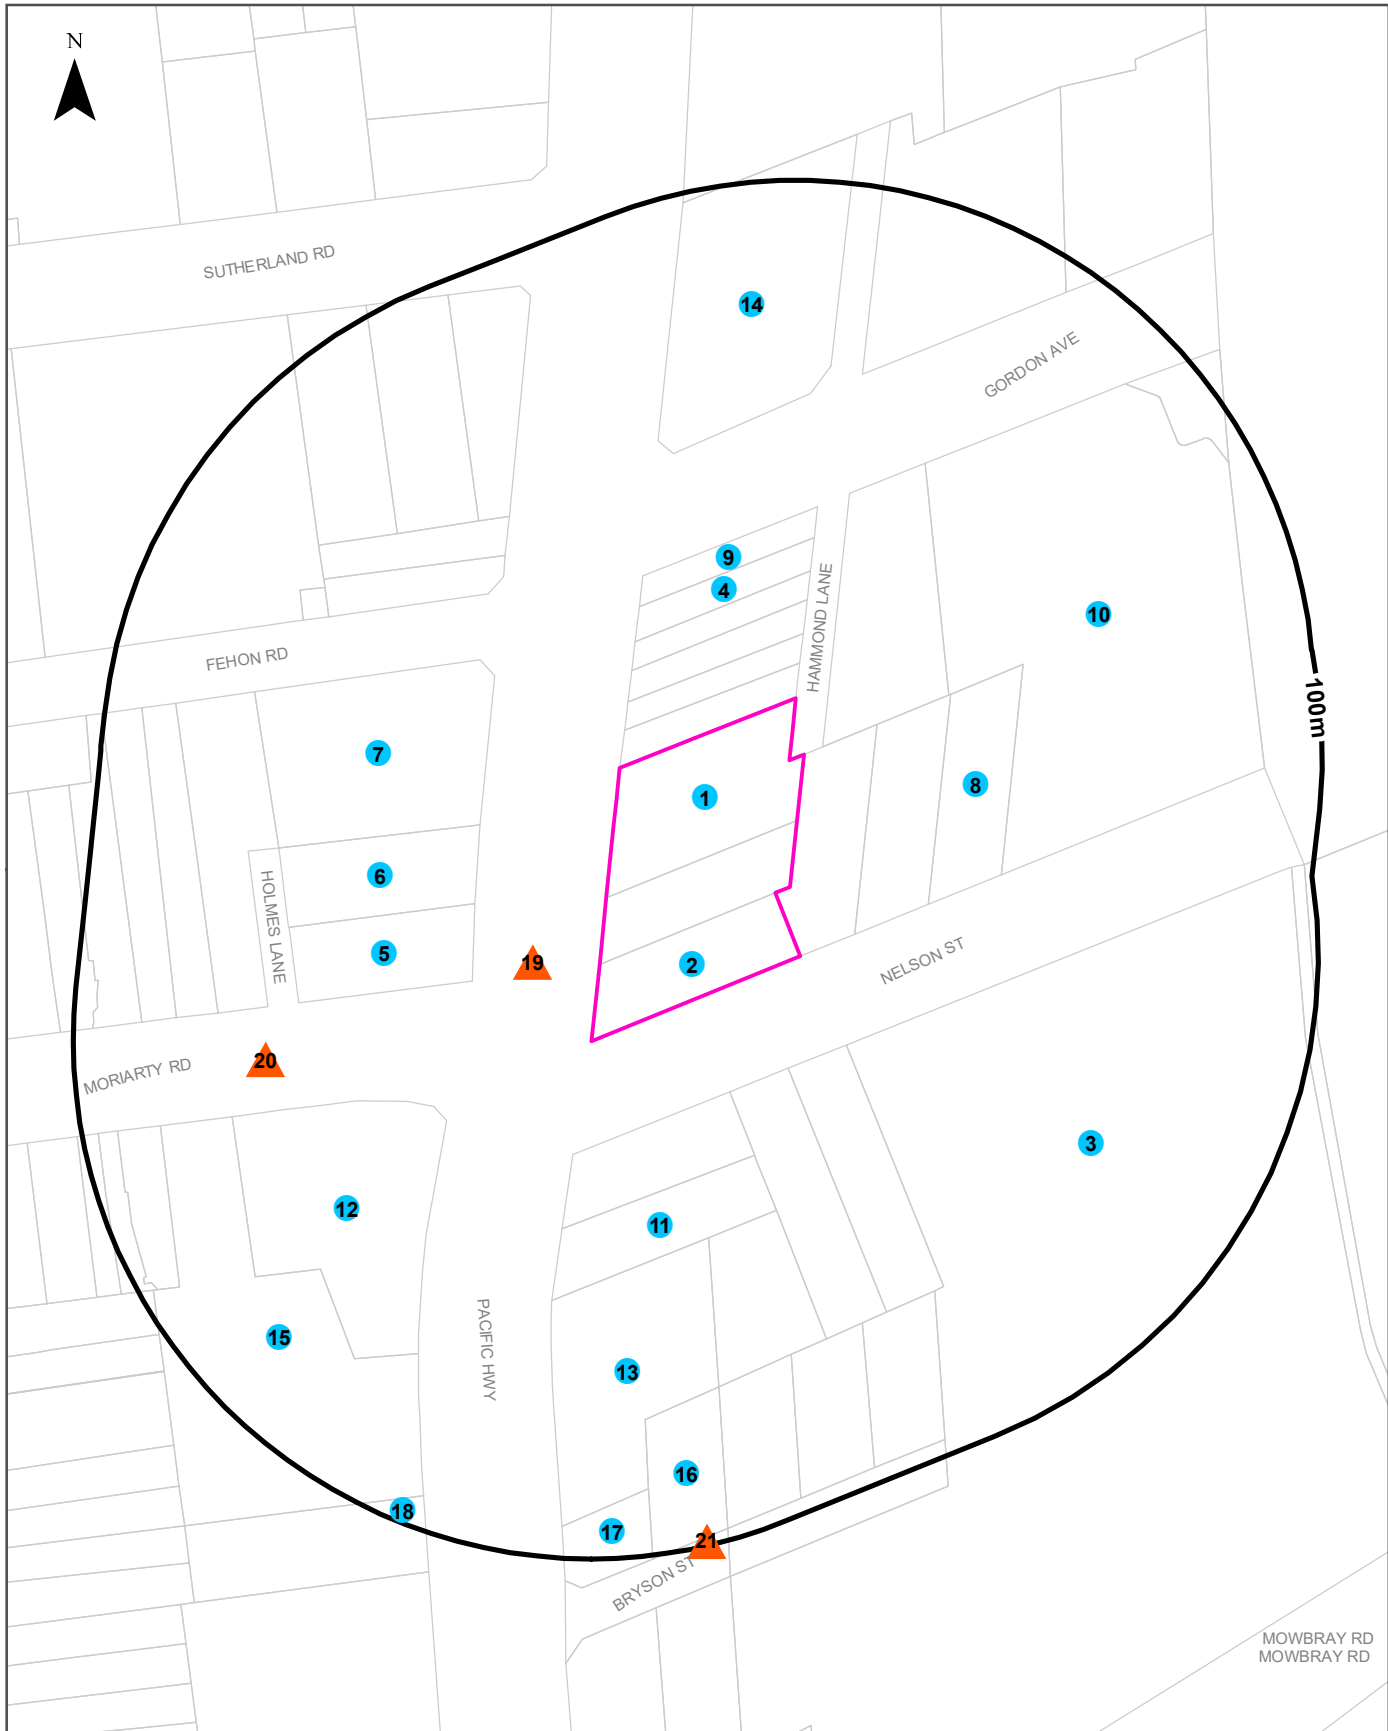 N
SUTHERLAND RD
14
GORDON AVE
9
4
HAMMOND LANE
10
FEHON RD
100m
7
1
8
6
HOLMES LANE
5
19
2
NELSON ST
20
MORIARTY RD
3
12
11
PACIFIC HWY
15
13
16
18
17
21
BRYSON ST
MOWBRAY RD
MOWBRAY RD